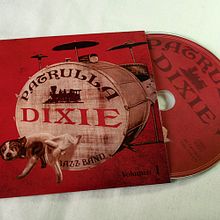 PATRULLA
DIXIE
JAZZ BAND
Volumen 1
PATRULLA
DIXIE